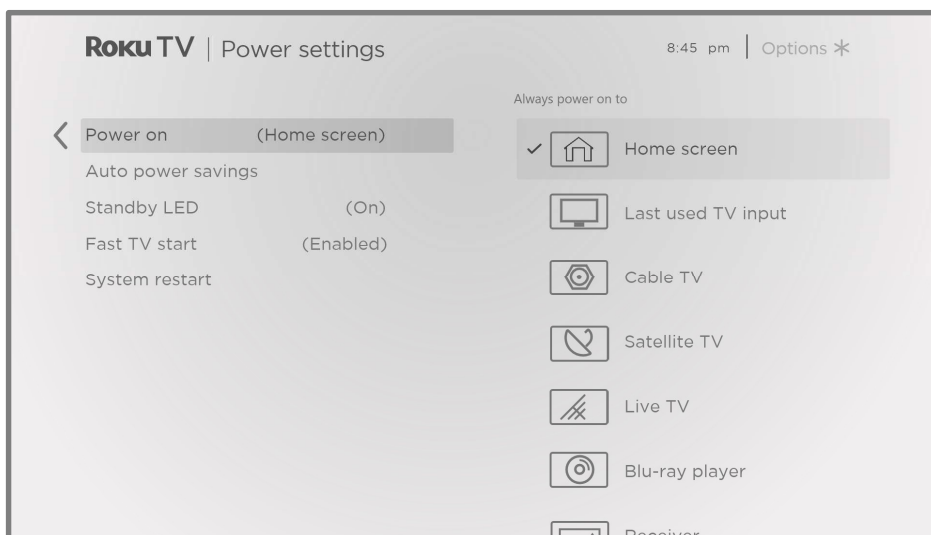 Roku TV | Power settings
8:45 pm | Options
Always power on to
Power on (Home screen)
Auto power savings
Standby LED (On)
Fast TV start (Enabled)
System restart
Home screen
Last used TV input
Cable TV
Satellite TV
Live TV
Blu-ray player
Receiver